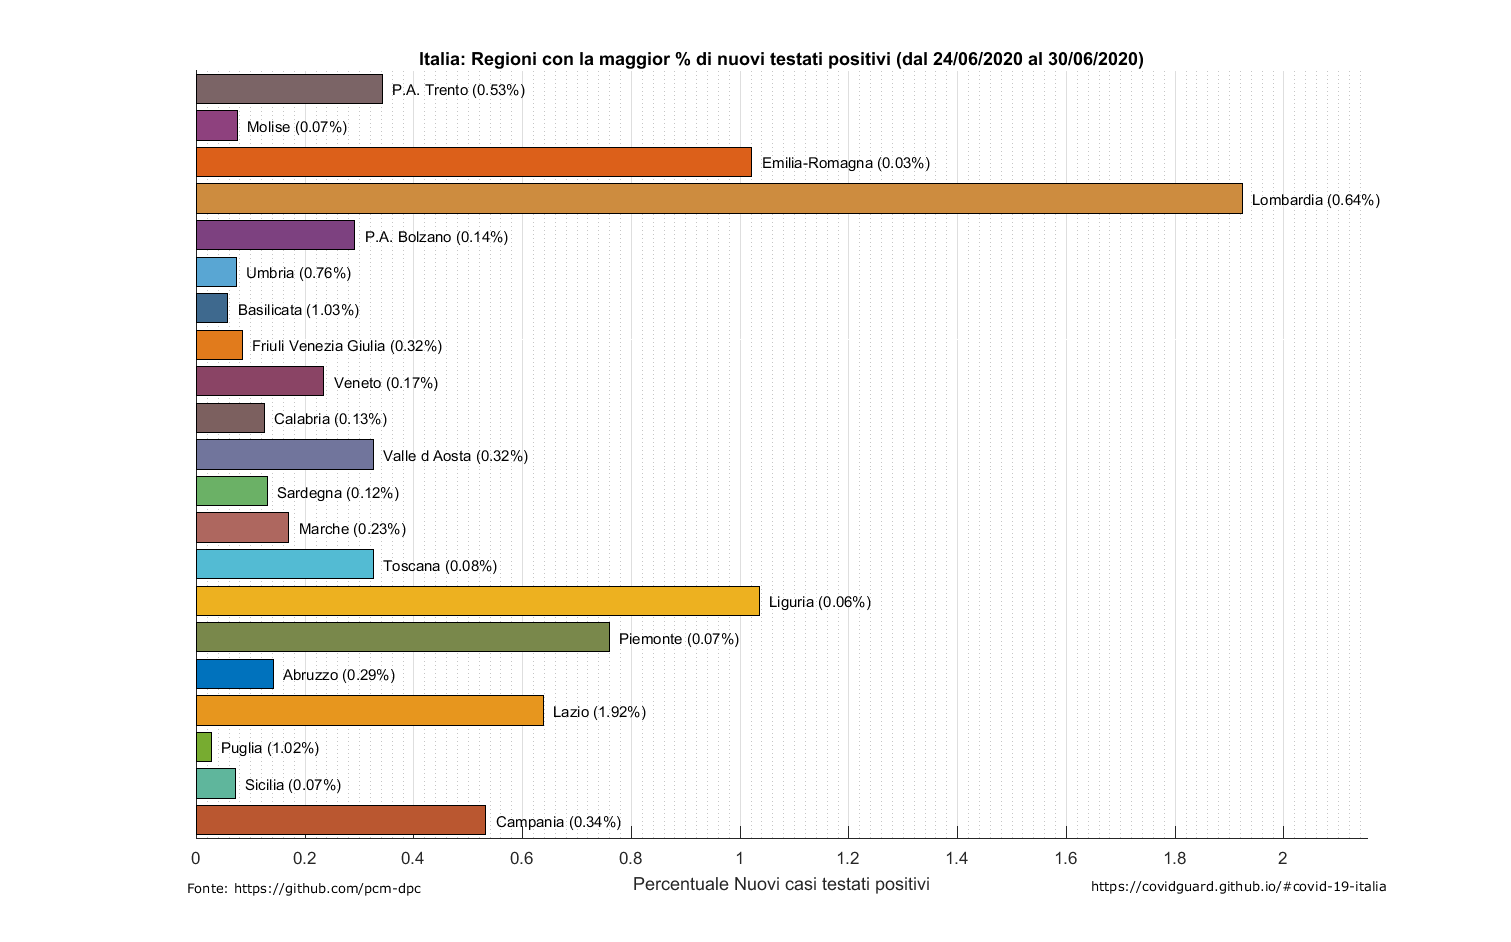 Italia: Regioni con la maggior % di nuovi testati positivi (dal 24/06/2020 al 30/06/2020)
P.A. Trento (0.53%)
Molise (0.07%)
Emilia-Romagna (0.03%)
Lombardia (0.64%)
P.A. Bolzano (0.14%)
Umbria (0.76%)
Basilicata (1.03%)
Friuli Venezia Giulia (0.32%)
Veneto (0.17%)
Calabria (0.13%)
Valle d Aosta (0.32%)
Sardegna (0.12%)
Marche (0.23%)
Toscana (0.08%)
Liguria (0.06%)
Piemonte (0.07%)
Abruzzo (0.29%)
Lazio (1.92%)
Puglia (1.02%)
Sicilia (0.07%)
Campania (0.34%)
0 0.2 0.4 0.6 0.8 1 1.2 1.4 1.6 1.8 2
Percentuale Nuovi casi testati positivi
Fonte: https://github.com/pcm-dpc
https://covidguard.github.io/#covid-19-italia